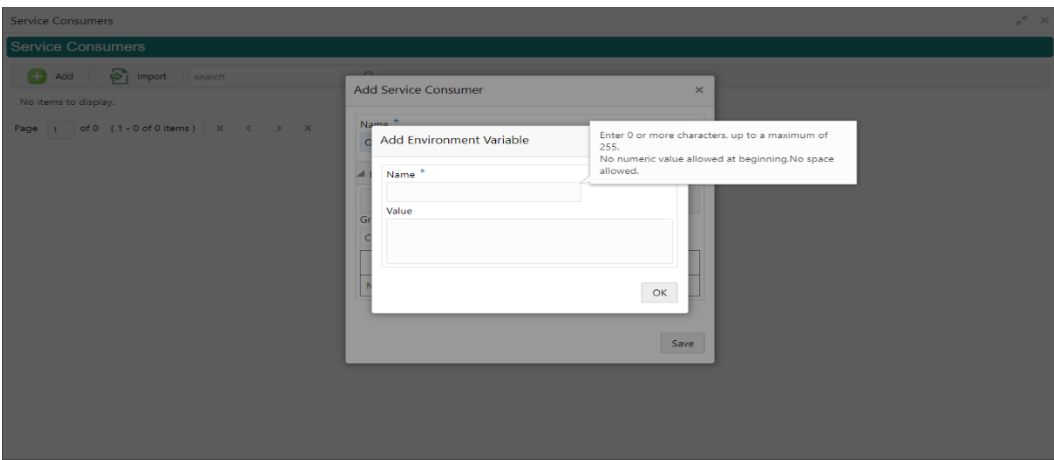 Service Consumers
Service Consumers
Add
Import
search
No items to display.
Page 1 of 0 ( 1 - 0 of 0 items )
Add Service Consumer
Name *
Add Environment Variable
Name *
Value
OK
Enter 0 or more characters, up to a maximum of
255.
No numeric value allowed at beginning.No space
allowed.
Save